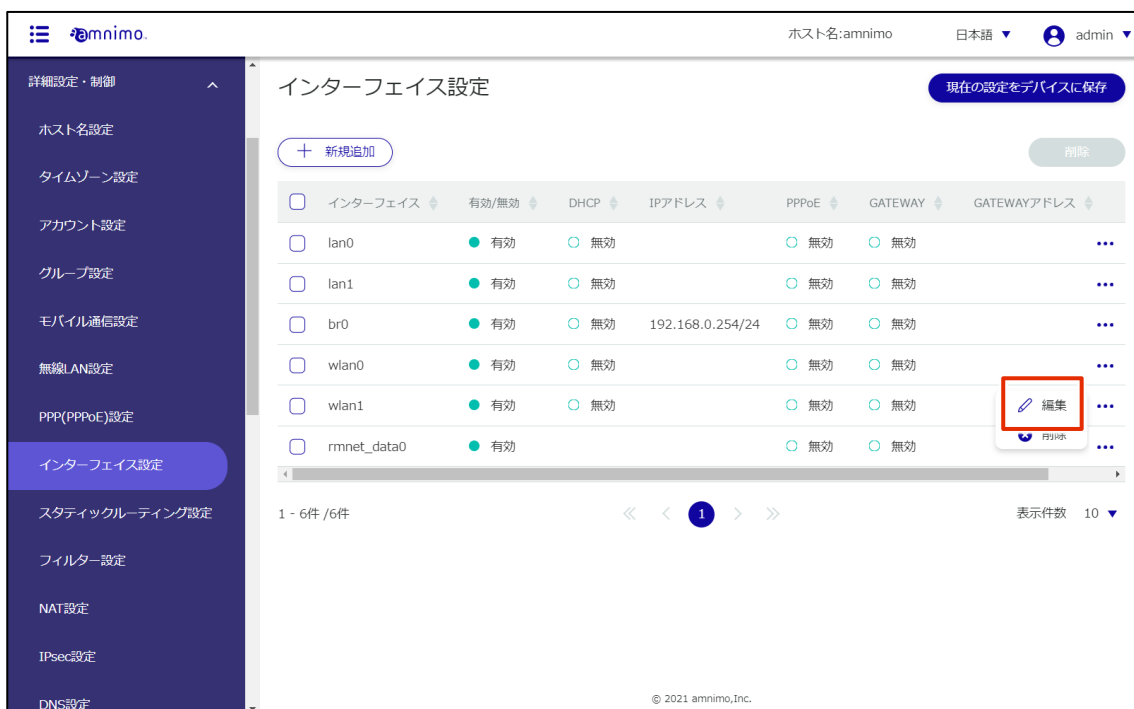 amnimo.
ホスト名:amnimo
日本語 ▼
admin ▼
詳細設定・制御
ホスト名設定
タイムゾーン設定
アカウント設定
グループ設定
モバイル通信設定
無線LAN設定
PPP(PPPoE)設定
インターフェイス設定
スタティックルーティング設定
フィルター設定
NAT設定
IPsec設定
DNS設定
インターフェイス設定
現在の設定をデバイスに保存
＋ 新規追加
削除
インターフェース 有効/無効 DHCP IPアドレス PPPoE GATEWAY GATEWAYアドレス
lan0 有効 無効 無効 無効
lan1 有効 無効 無効 無効
br0 有効 無効 192.168.0.254/24 無効 無効
wlan0 有効 無効 無効 無効
wlan1 有効 無効 無効 無効
編集
削除
rmnet_data0 有効 無効 無効
1 - 6件 /6件
1
表示件数 10 ▼
© 2021 amnimo,Inc.